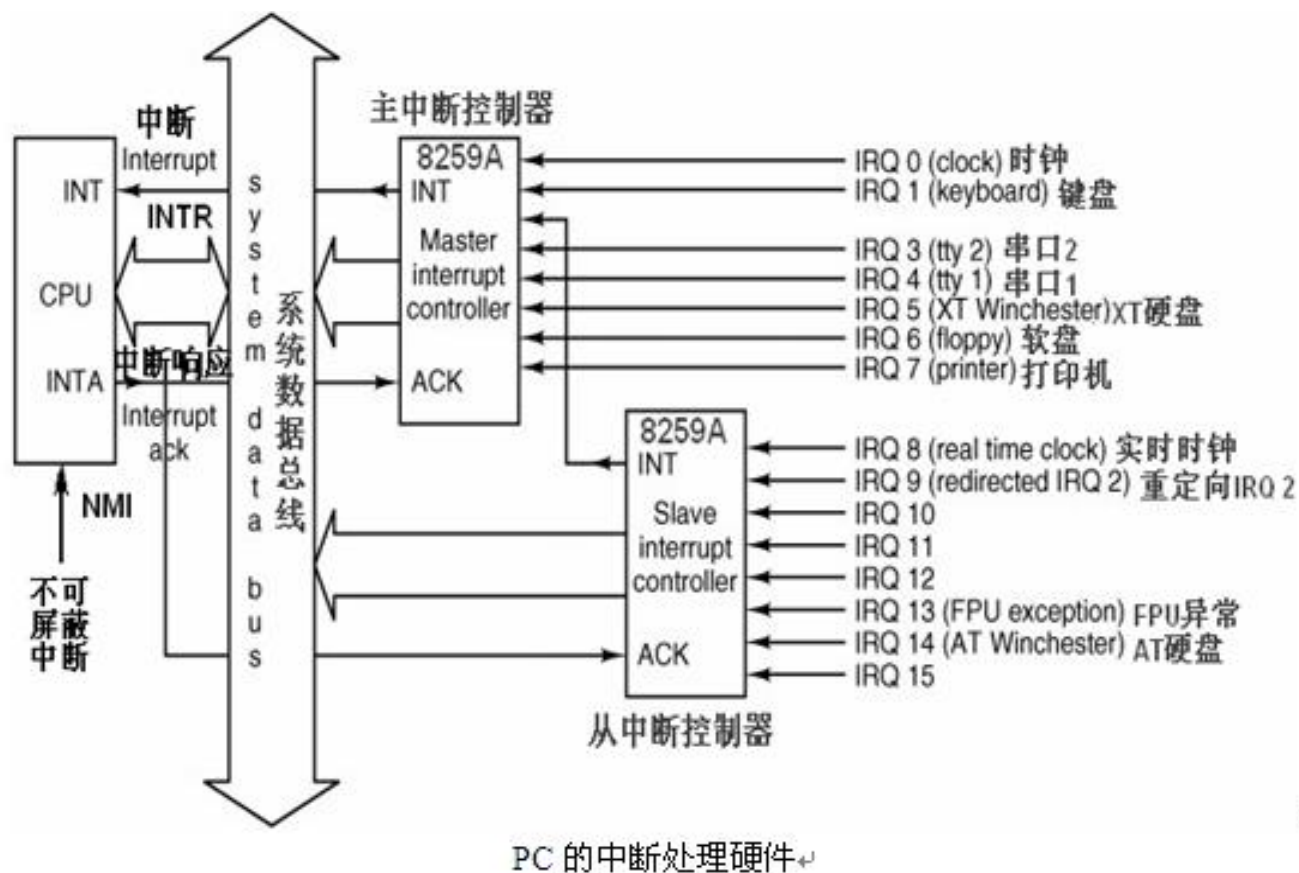 中断
Interrupt
INT
INTR
CPU
中断响应
INTA
Interrupt
ack
NMI
不可
屏蔽
中断
system data bus
系统数据总线
主中断控制器
8259A
INT
Master
interrupt
controller
ACK
IRQ 0 (clock) 时钟
IRQ 1 (keyboard) 键盘
IRQ 3 (tty 2) 串口2
IRQ 4 (tty 1) 串口1
IRQ 5 (XT Winchester)XT硬盘
IRQ 6 (floppy) 软盘
IRQ 7 (printer) 打印机
8259A
INT
Slave
interrupt
controller
ACK
从中断控制器
IRQ 8 (real time clock) 实时时钟
IRQ 9 (redirected IRQ 2) 重定向IRQ 2
IRQ 10
IRQ 11
IRQ 12
IRQ 13 (FPU exception) FPU异常
IRQ 14 (AT Winchester) AT硬盘
IRQ 15
PC 的中断处理硬件↵